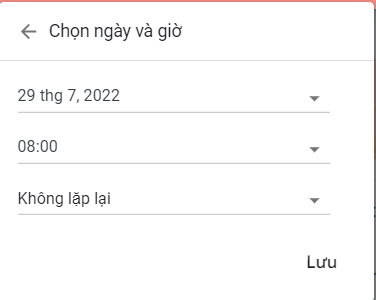 Chọn ngày và giờ
29 thg 7, 2022
08:00
Không lặp lại
Lưu